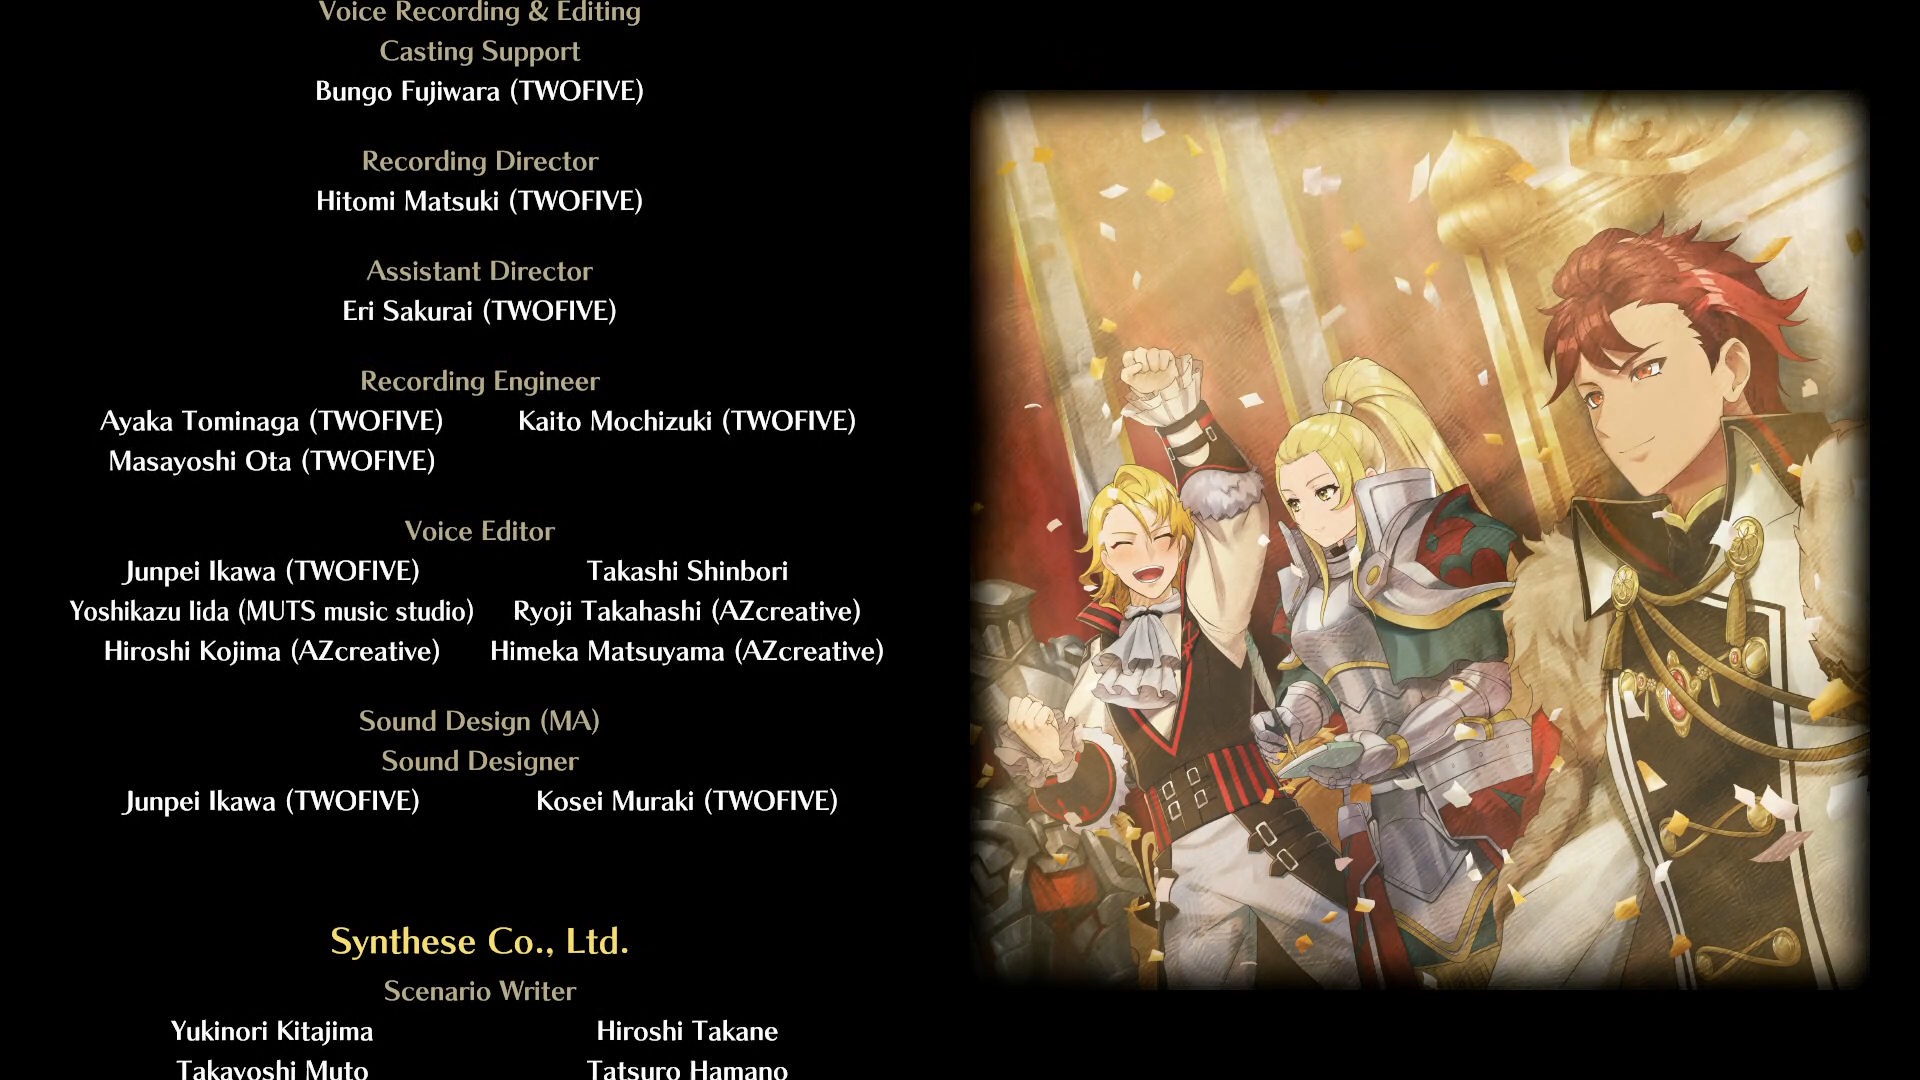 Voice Recording & Editing
Casting Support
Bungo Fujiwara (TWOFIVE)
Recording Director
Hitomi Matsuki (TWOFIVE)
Assistant Director
Eri Sakurai (TWOFIVE)
Recording Engineer
Ayaka Tominaga (TWOFIVE) Kaito Mochizuki (TWOFIVE)
Masayoshi Ota (TWOFIVE)
Voice Editor
Junpei Ikawa (TWOFIVE) Takashi Shinbori
Yoshikazu Iida (MUTS music studio) Ryoji Takahashi (AZcreative)
Hiroshi Kojima (AZcreative) Himeka Matsuyama (AZcreative)
Sound Design (MA)
Sound Designer
Junpei Ikawa (TWOFIVE) Kosei Muraki (TWOFIVE)
Synthese Co., Ltd.
Scenario Writer
Yukinori Kitajima Hiroshi Takane
Takayoshi Muto Tatsuro Hamano